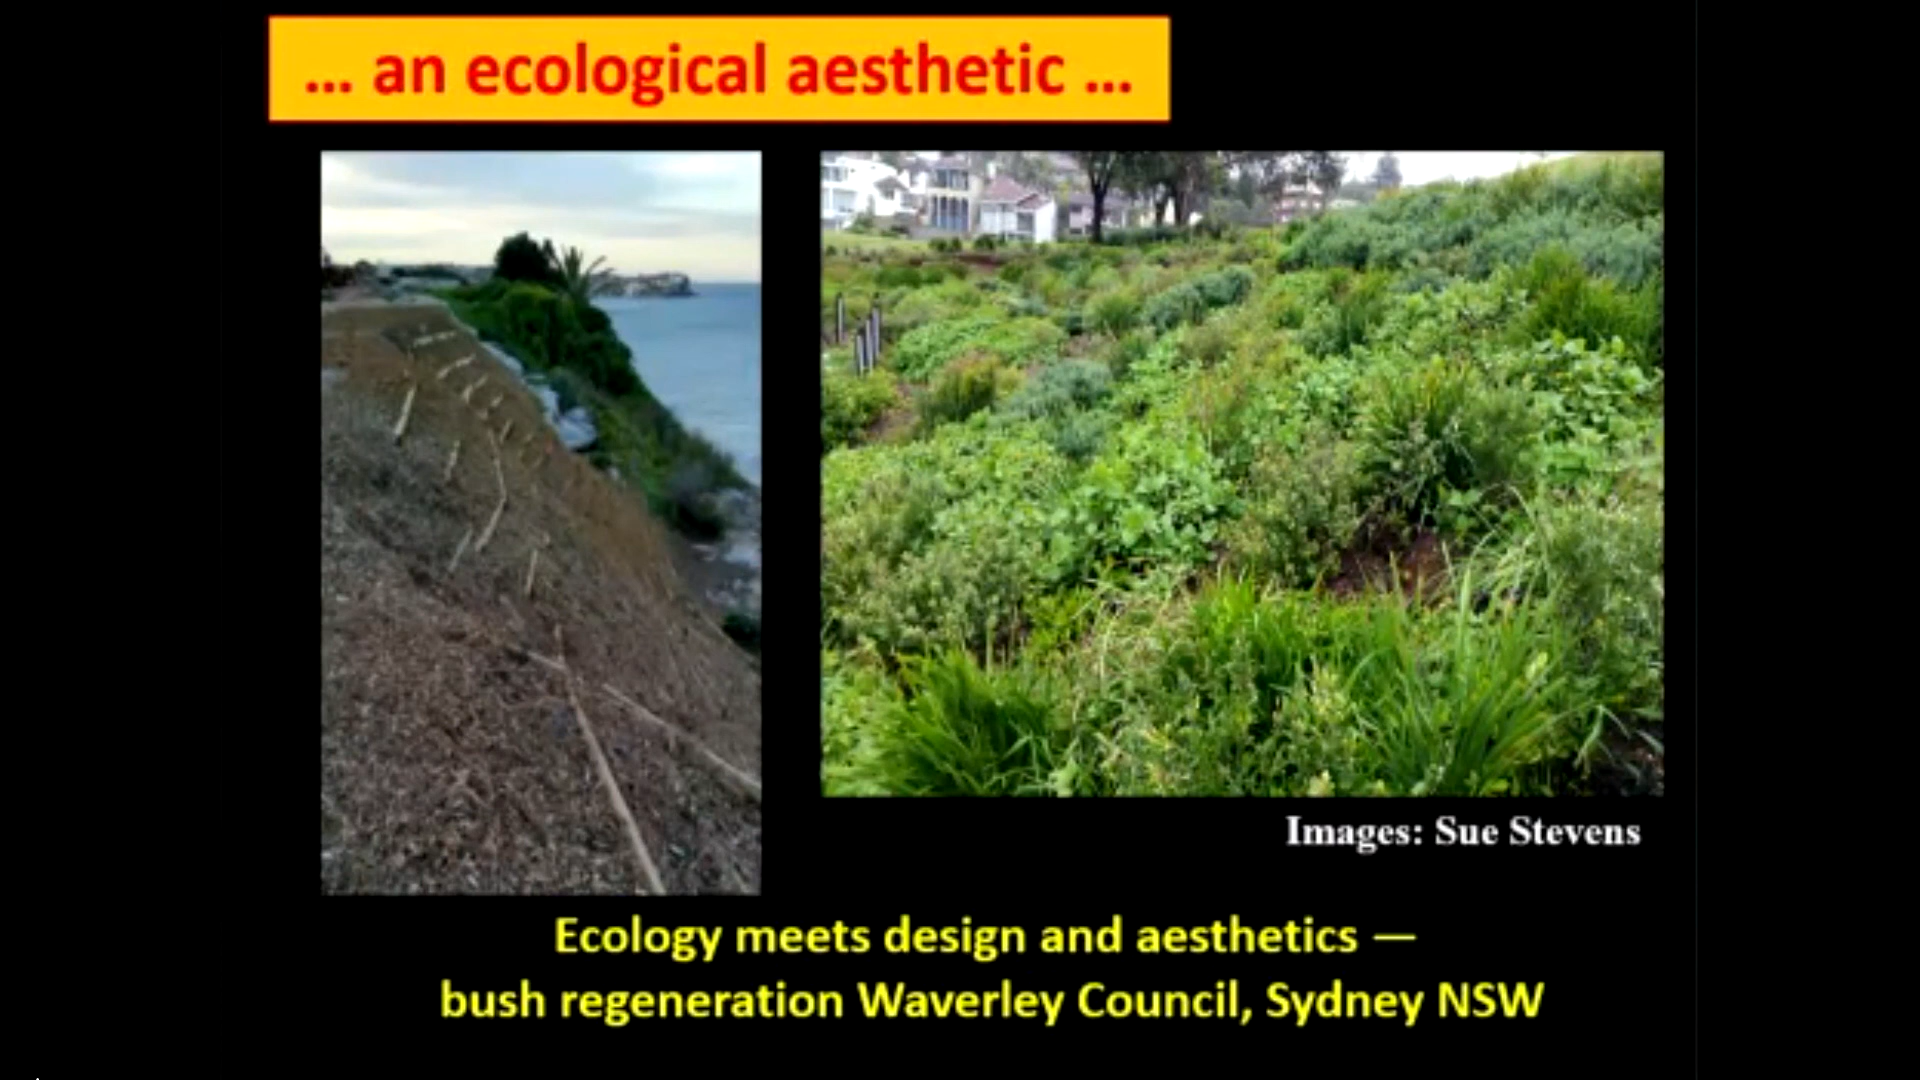 ... an ecological aesthetic ...
Images: Sue Stevens
Ecology meets design and aesthetics —
bush regeneration Waverley Council, Sydney NSW